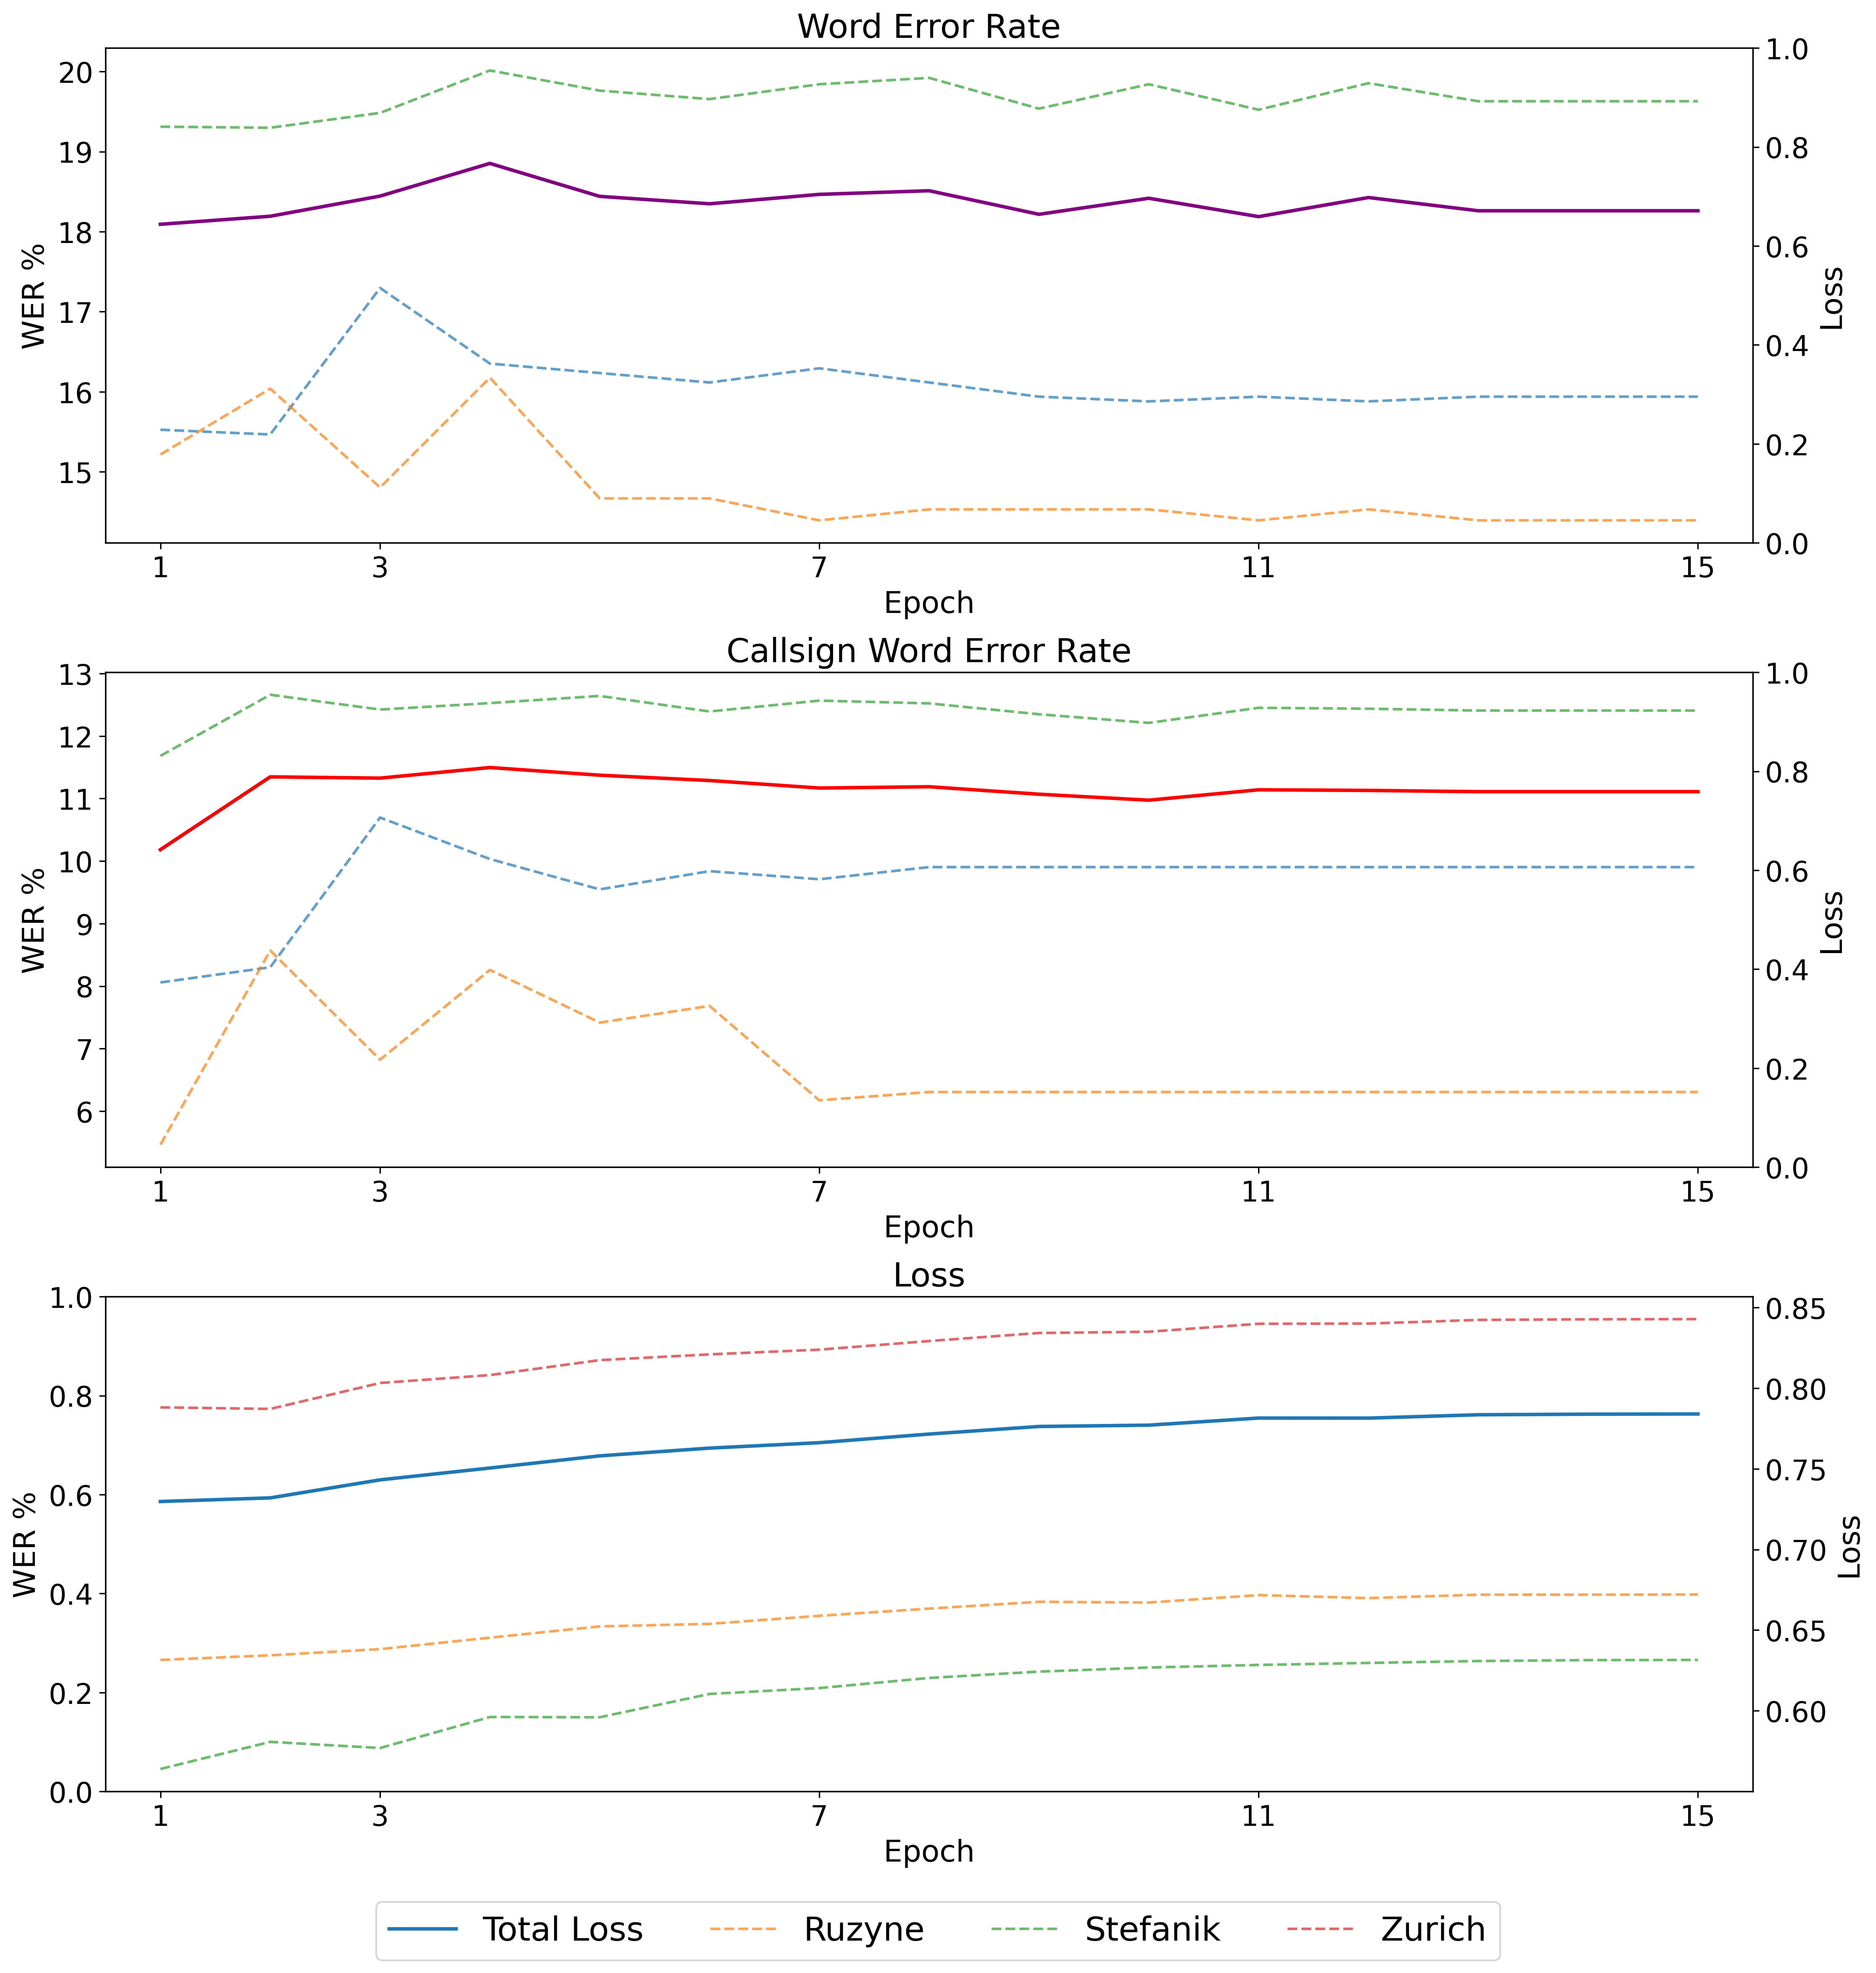 Word Error Rate
20
19
18
17
16
15
WER %
1.0
0.8
0.6
0.4
0.2
0.0
Loss
1 3 7 11 15
Epoch
Callsign Word Error Rate
13
12
11
10
9
8
7
6
WER %
1.0
0.8
0.6
0.4
0.2
0.0
Loss
1 3 7 11 15
Epoch
Loss
1.0
0.8
0.6
0.4
0.2
0.0
WER %
0.85
0.80
0.75
0.70
0.65
0.60
Loss
1 3 7 11 15
Epoch
Total Loss Ruzyne Stefanik Zurich